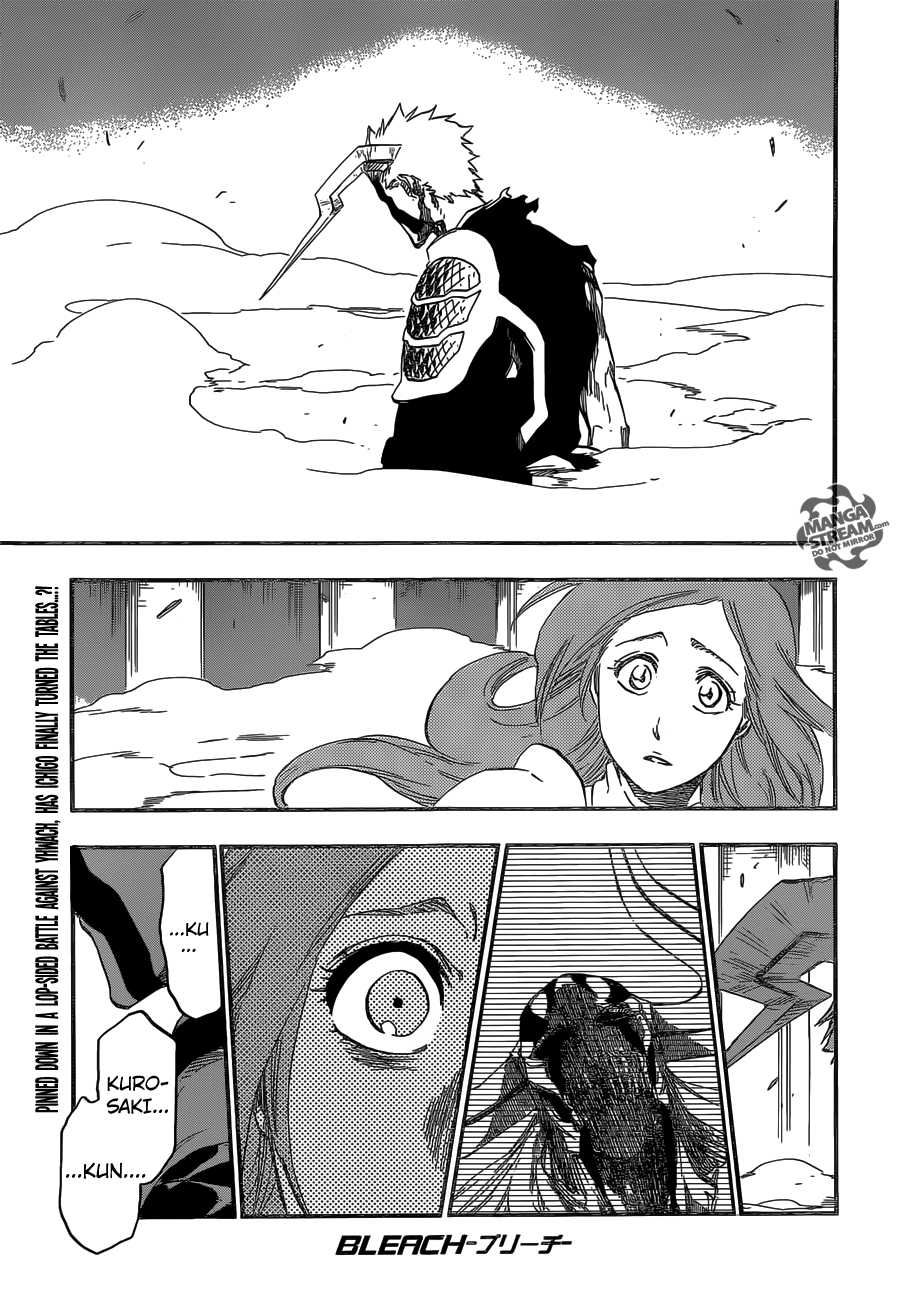 MANGA
STREAM.com
DO NOT MIRROR
PINNED DOWN IN A LOP-SIDED BATTLE AGAINST YHWACH, HAS ICHIGO FINALLY TURNED THE TABLES...?!
...KU
...
KURO-
SAKI...
...KUN....
BLEACH-ブリーチ-